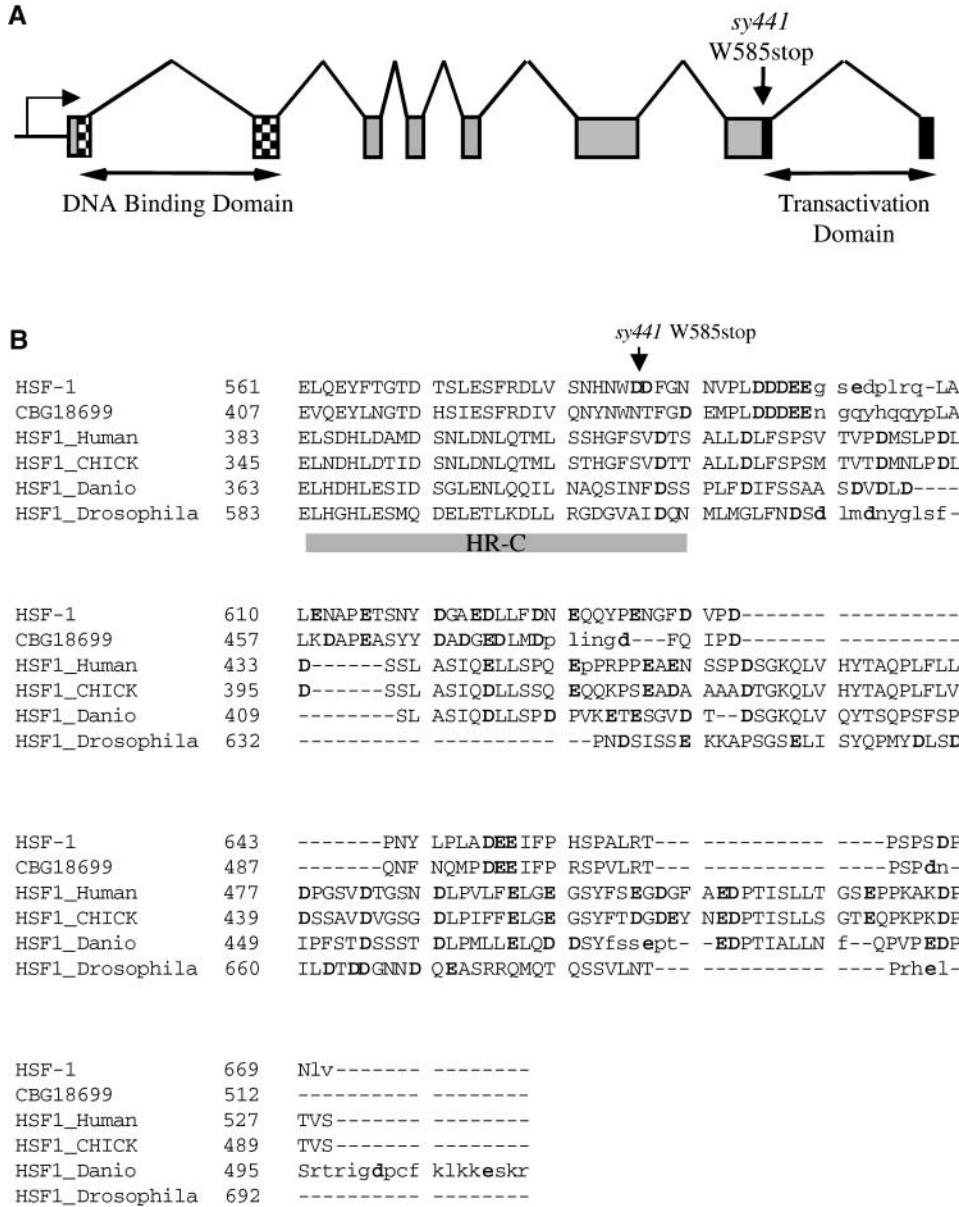 A
sy441
W585stop
DNA Binding Domain
Transactivation
Domain
B
sy441 W585stop
HSF-1 561 ELQEYFTGTD TSLESFRDLV SNHNWDDFGN NVPLDDDEEg sedplrq-LA
CBG18699 407 EVQEYLNGTD HSIESFRDIV QNYNWNTFGD EMPLDDDEEn gqyhqqypLA
HSF1_Human 383 ELSDHLDAMD SNLDNLQTML SSHGFSVDTS ALLDLFSPSV TVPDMSLPDL
HSF1_CHICK 345 ELNDHLDTID SNLDNLQTML STHGFSVDTT ALLDLFSPSM TVTDMNLPDL
HSF1_Danio 363 ELHDHLESID SGLENLQQIL NAQSINFDSS PLFDIFSSAA SDVDLD----
HSF1_Drosophila 583 ELHGHLESMQ DELETLKDLL RGDGVAIDQN MLMGLFNDSd lmdnyglsf-
HR-C
HSF-1 610 LENAPETSNY DGAEDLLFDN EQQYPENGFD VPD------- ----------
CBG18699 457 LKDAPEASYY DADGEDLMDp lingd---FQ IPD------- ----------
HSF1_Human 433 D------SSL ASIQELLSPQ EpPRPPEAEN SSPDSGKQLV HYTAQPLFLL
HSF1_CHICK 395 D------SSL ASIQDLLSSQ EQQKPSEADA AAADTGKQLV HYTAQPLFLV
HSF1_Danio 409 --------SL ASIQDLLSPD PVKETESGVD T--DSGKQLV QYTSQPSFSP
HSF1_Drosophila 632 ---------- ---------- --PNDSISSE KKAPSGSELI SYQPMYDLSD
HSF-1 643 -------PNY LPLADEEIFP HSPALRT--- ---------- ---PSPSDP
CBG18699 487 -------QNF NQMPDEEIFP RSPVLRT--- ---------- ---PSPdn-
HSF1_Human 477 DPGSVDTGSN DLPVLFELGE GSYFSEGDGF AEDPTISLLT GSEPPKAKDP
HSF1_CHICK 439 DSSAVDVGSG DLPIFFELGE GSYFTDGDEY NEDPTISLLS GTEQPKPKDP
HSF1_Danio 449 IPFSTDSSST DLPMLLELQD DSYfssept- -EDPTIALLN f--QPVPEDP
HSF1_Drosophila 660 ILDTDDGNND QEASRRQMQT QSSVLNT--- ---------- ---Prhel-
HSF-1 669 Nlv------- ----------
CBG18699 512 ---------- ----------
HSF1_Human 527 TVS------- ----------
HSF1_CHICK 489 TVS------- ----------
HSF1_Danio 495 Srtrigdpcf klkkeskr
HSF1_Drosophila 692 ---------- ----------